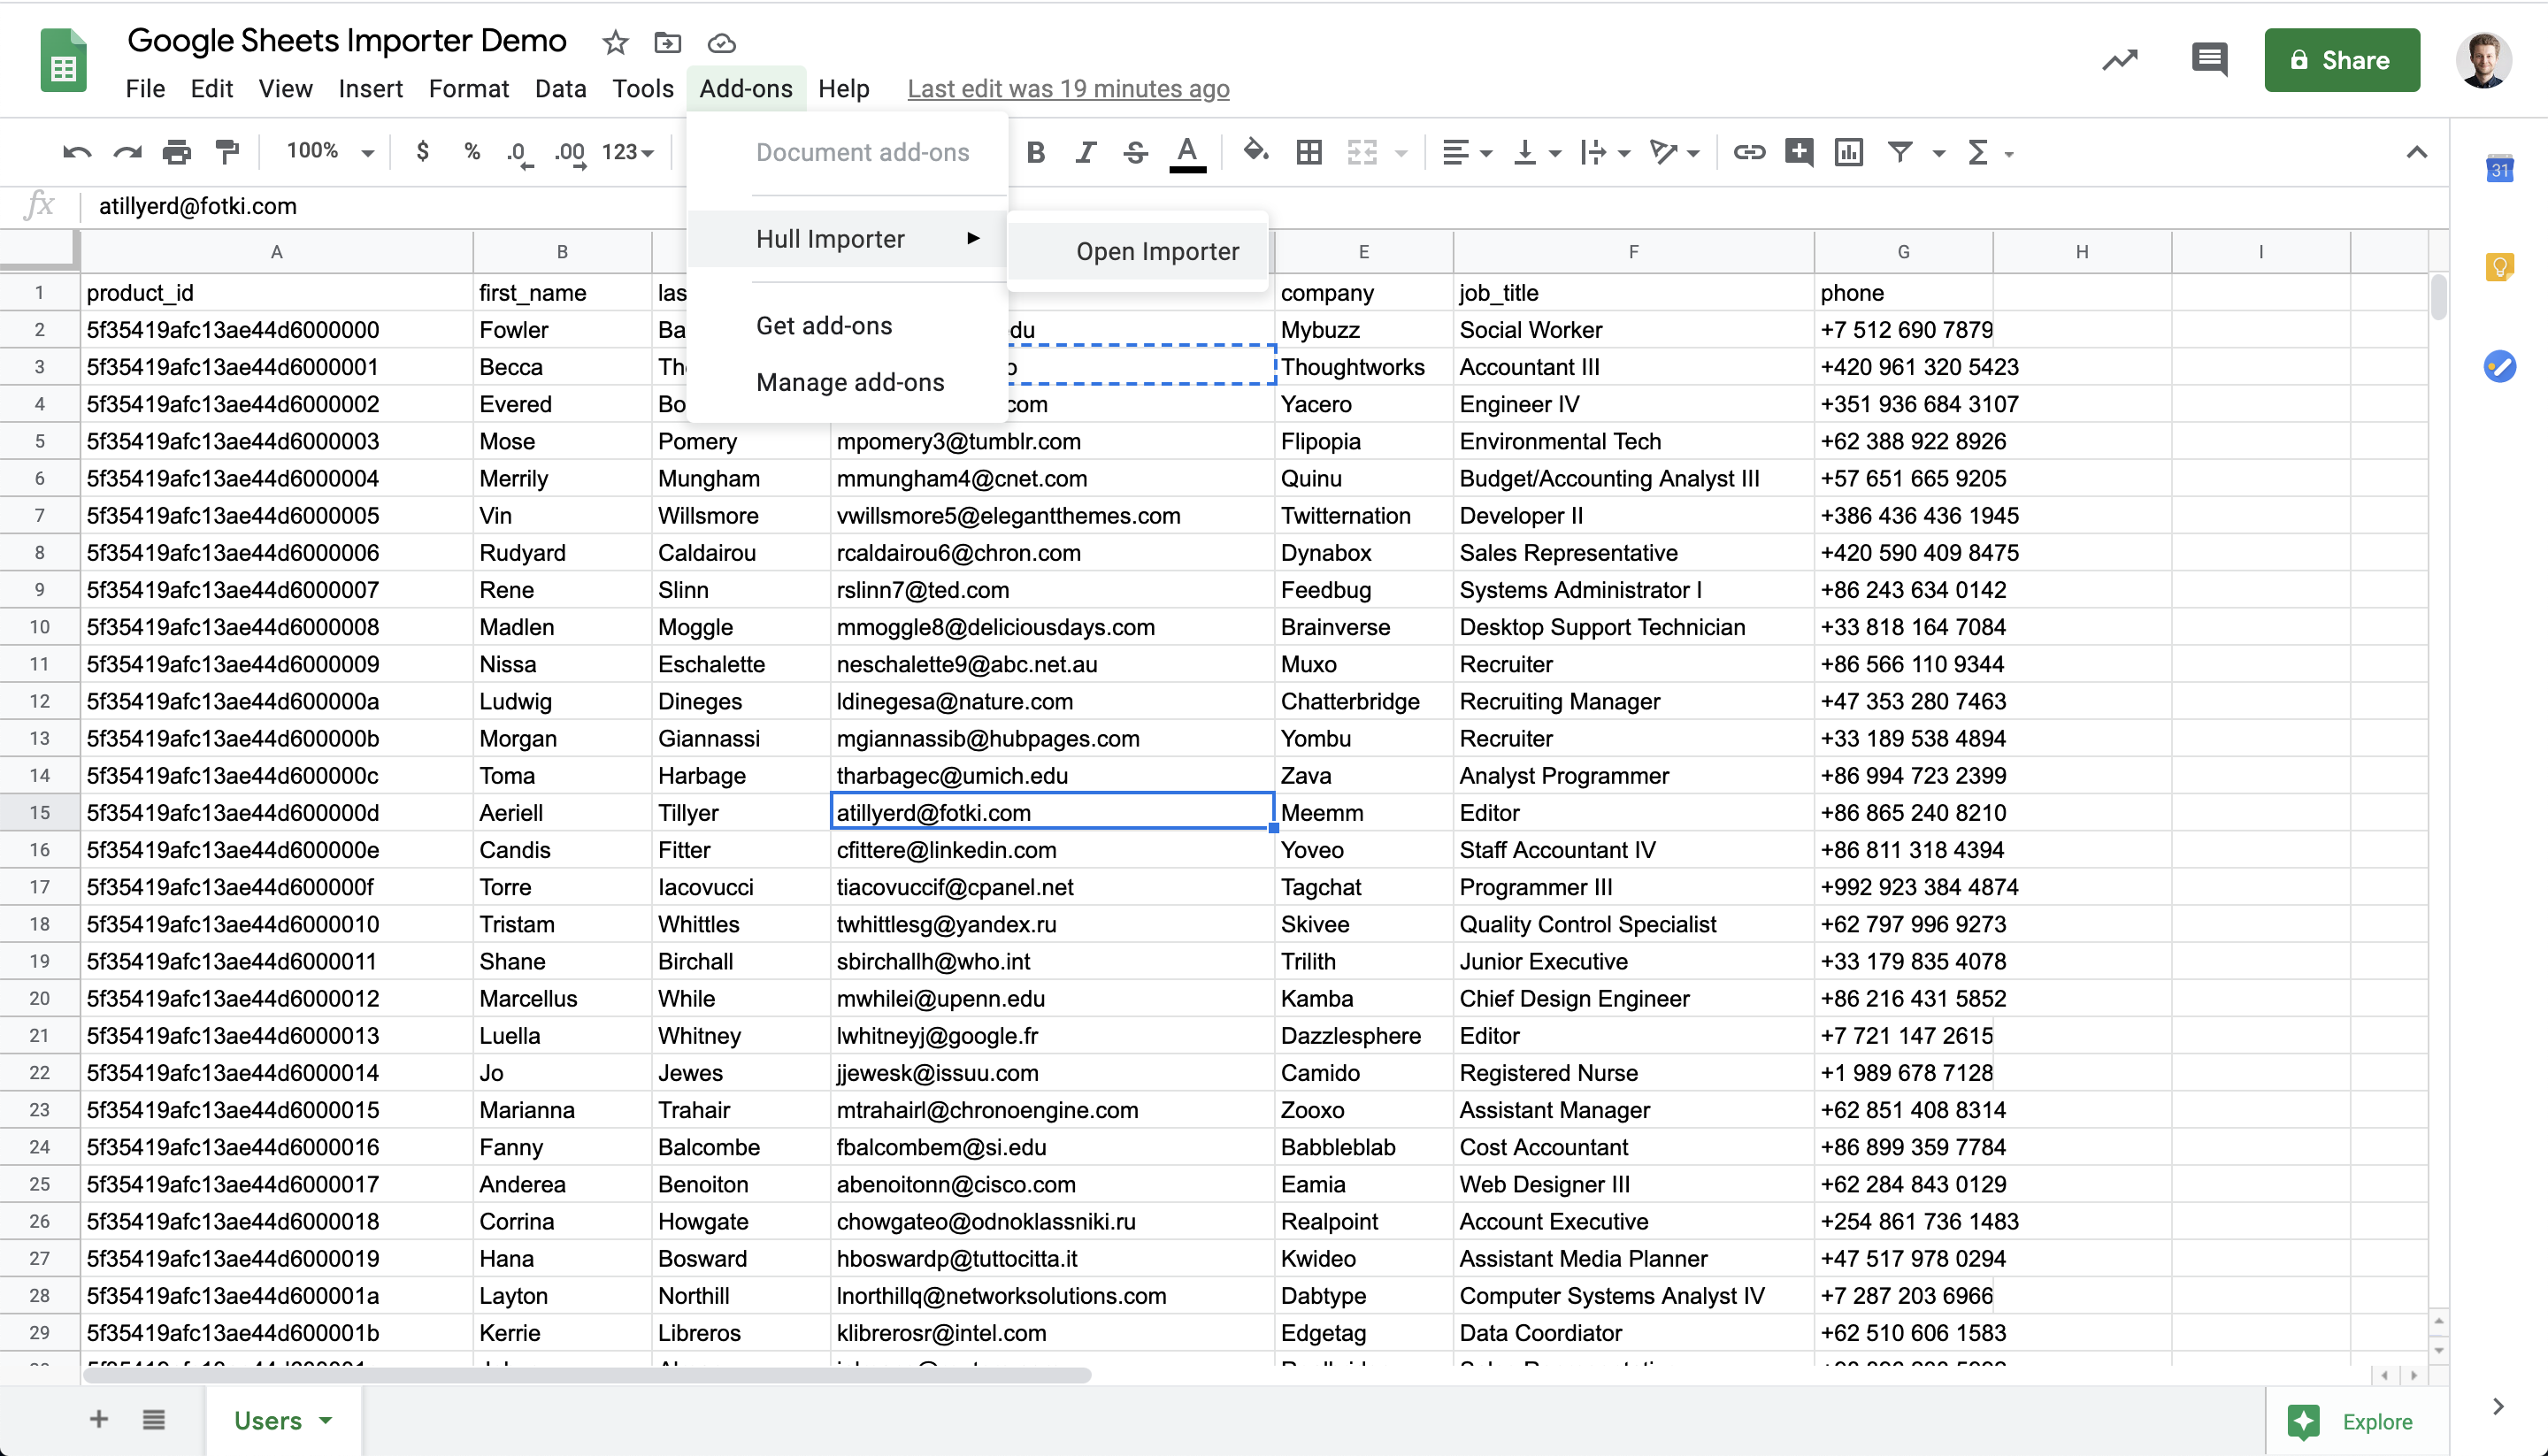 Google Sheets Importer Demo
File Edit View Insert Format Data Tools Add-ons Help Last edit was 19 minutes ago
Share
100% $ % .0 .00 123 B I S A Σ
31
Document add-ons
Hull Importer
Open Importer
Get add-ons
Manage add-ons
fx atillyerd@fotki.com
A B E F G H I
1 product_id first_name las company job_title phone
2 5f35419afc13ae44d6000000 Fowler Ba du Mybuzz Social Worker +7 512 690 7879
3 5f35419afc13ae44d6000001 Becca Th Thoughtworks Accountant III +420 961 320 5423
4 5f35419afc13ae44d6000002 Evered Bo com Yacero Engineer IV +351 936 684 3107
5 5f35419afc13ae44d6000003 Mose Pomery mpomery3@tumblr.com Flipopia Environmental Tech +62 388 922 8926
6 5f35419afc13ae44d6000004 Merrily Mungham mmungham4@cnet.com Quinu Budget/Accounting Analyst III +57 651 665 9205
7 5f35419afc13ae44d6000005 Vin Willsmore vwillsmore5@elegantthemes.com Twitternation Developer II +386 436 436 1945
8 5f35419afc13ae44d6000006 Rudyard Caldairou rcaldairou6@chron.com Dynabox Sales Representative +420 590 409 8475
9 5f35419afc13ae44d6000007 Rene Slinn rslinn7@ted.com Feedbug Systems Administrator I +86 243 634 0142
10 5f35419afc13ae44d6000008 Madlen Moggle mmoggle8@deliciousdays.com Brainverse Desktop Support Technician +33 818 164 7084
11 5f35419afc13ae44d6000009 Nissa Eschalette neschalette9@abc.net.au Muxo Recruiter +86 566 110 9344
12 5f35419afc13ae44d600000a Ludwig Dineges ldinegesa@nature.com Chatterbridge Recruiting Manager +47 353 280 7463
13 5f35419afc13ae44d600000b Morgan Giannassi mgiannassib@hubpages.com Yombu Recruiter +33 189 538 4894
14 5f35419afc13ae44d600000c Toma Harbage tharbagec@umich.edu Zava Analyst Programmer +86 994 723 2399
15 5f35419afc13ae44d600000d Aeriell Tillyer atillyerd@fotki.com Meemm Editor +86 865 240 8210
16 5f35419afc13ae44d600000e Candis Fitter cfittere@linkedin.com Yoveo Staff Accountant IV +86 811 318 4394
17 5f35419afc13ae44d600000f Torre Iacovucci tiacovuccif@cpanel.net Tagchat Programmer III +992 923 384 4874
18 5f35419afc13ae44d6000010 Tristam Whittles twhittlesg@yandex.ru Skivee Quality Control Specialist +62 797 996 9273
19 5f35419afc13ae44d6000011 Shane Birchall sbirchallh@who.int Trilith Junior Executive +33 179 835 4078
20 5f35419afc13ae44d6000012 Marcellus While mwhilei@upenn.edu Kamba Chief Design Engineer +86 216 431 5852
21 5f35419afc13ae44d6000013 Luella Whitney lwhitneyj@google.fr Dazzlesphere Editor +7 721 147 2615
22 5f35419afc13ae44d6000014 Jo Jewes jjewesk@issuu.com Camido Registered Nurse +1 989 678 7128
23 5f35419afc13ae44d6000015 Marianna Trahair mtrahairl@chronoengine.com Zooxo Assistant Manager +62 851 408 8314
24 5f35419afc13ae44d6000016 Fanny Balcombe fbalcombem@si.edu Babbleblab Cost Accountant +86 899 359 7784
25 5f35419afc13ae44d6000017 Anderea Benoiton abenoitonn@cisco.com Eamia Web Designer III +62 284 843 0129
26 5f35419afc13ae44d6000018 Corrina Howgate chowgateo@odnoklassniki.ru Realpoint Account Executive +254 861 736 1483
27 5f35419afc13ae44d6000019 Hana Bosward hboswardp@tuttocitta.it Kwideo Assistant Media Planner +47 517 978 0294
28 5f35419afc13ae44d600001a Layton Northill lnorthillq@networksolutions.com Dabtype Computer Systems Analyst IV +7 287 203 6966
29 5f35419afc13ae44d600001b Kerrie Libreros klibrerosr@intel.com Edgetag Data Coordiator +62 510 606 1583
Users
Explore